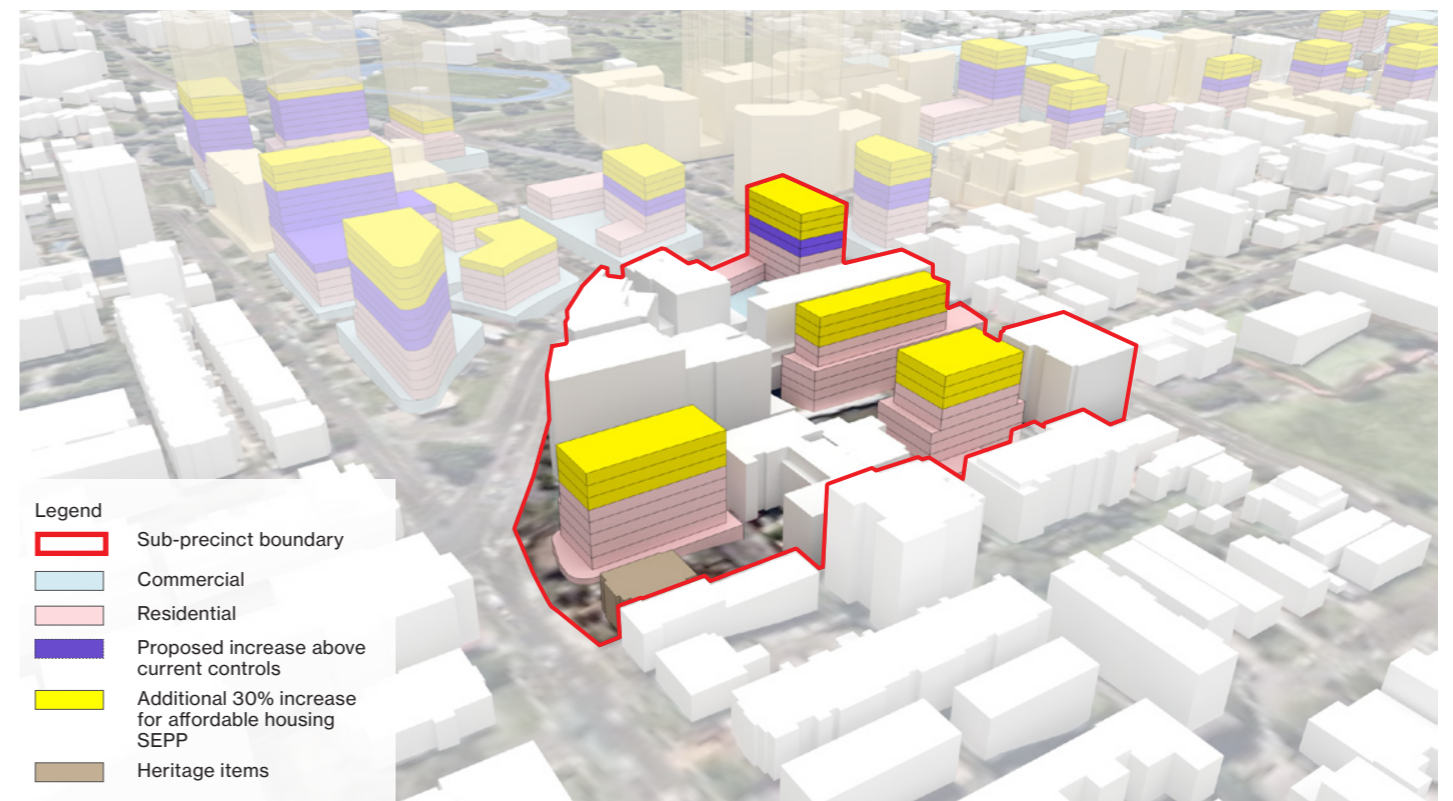 Legend
Sub-precinct boundary
Commercial
Residential
Proposed increase above
current controls
Additional 30% increase
for affordable housing
SEPP
Heritage items